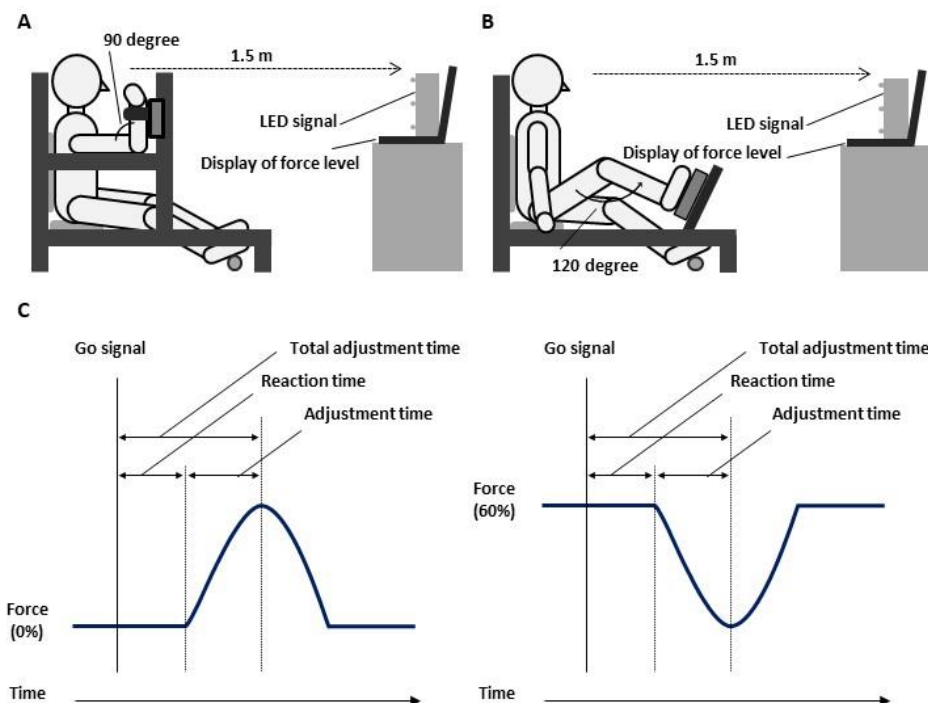 A
90 degree
1.5 m
LED signal
Display of force level
B
1.5 m
LED signal
Display of force level
120 degree
C
Go signal
Total adjustment time
Reaction time
Adjustment time
Force
(0%)
Time
Go signal
Total adjustment time
Reaction time
Adjustment time
Force
(60%)
Time